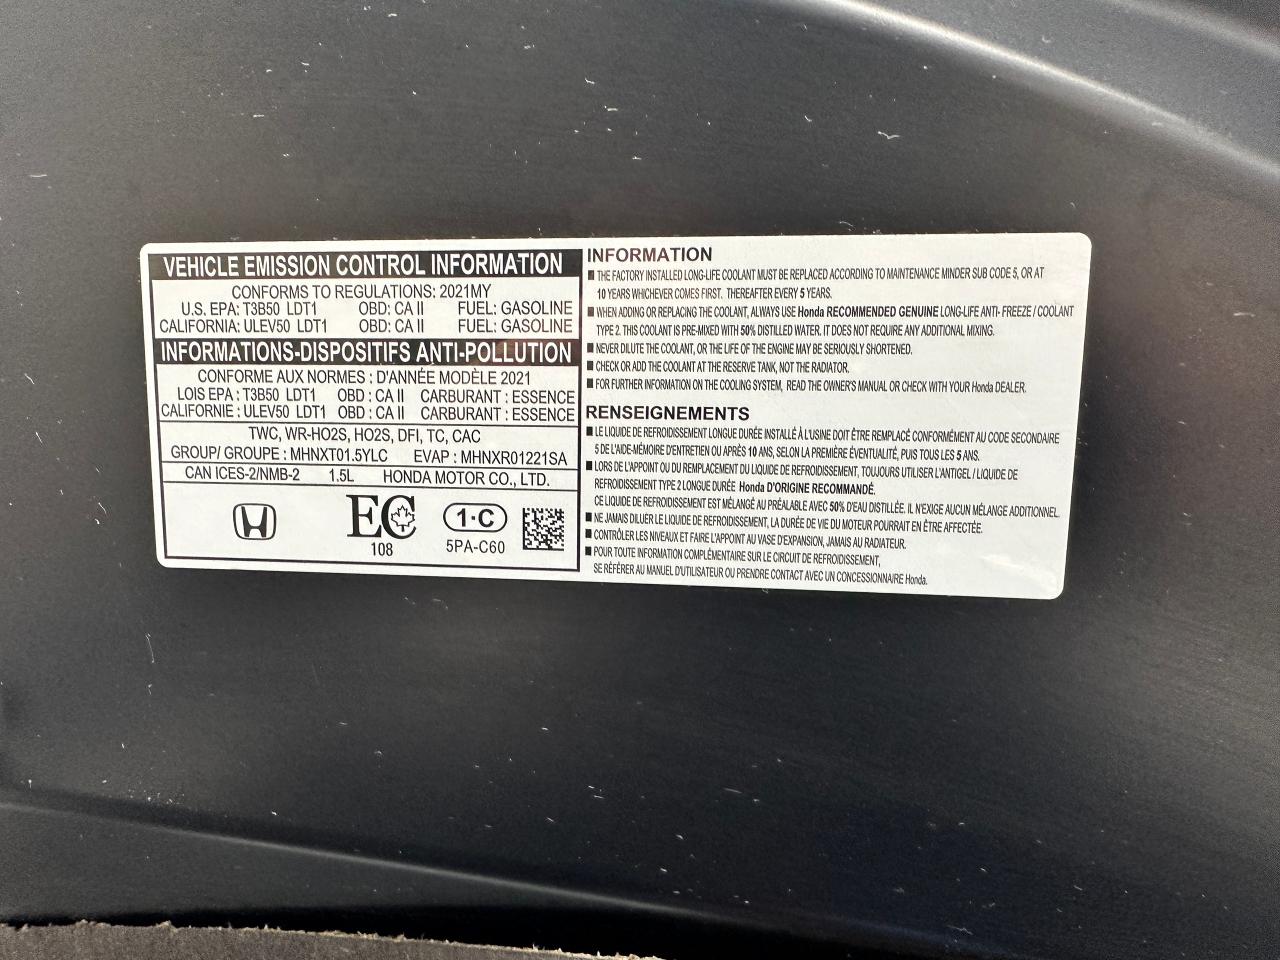 VEHICLE EMISSION CONTROL INFORMATION
CONFORMS TO REGULATIONS: 2021MY
U.S. EPA: T3B50 LDT1 OBD: CA II FUEL: GASOLINE
CALIFORNIA: ULEV50 LDT1 OBD: CA II FUEL: GASOLINE
INFORMATIONS-DISPOSITIFS ANTI-POLLUTION
CONFORME AUX NORMES : D'ANNÉE MODÈLE 2021
LOIS EPA : T3B50 LDT1 OBD : CA II CARBURANT : ESSENCE
CALIFORNIE : ULEV50 LDT1 OBD : CA II CARBURANT : ESSENCE
TWC, WR-HO2S, HO2S, DFI, TC, CAC
GROUP/ GROUPE : MHNXT01.5YLC EVAP : MHNXR01221SA
CAN ICES-2/NMB-2 1.5L HONDA MOTOR CO., LTD.
EC 1·C
108 5PA-C60
INFORMATION
■ THE FACTORY INSTALLED LONG-LIFE COOLANT MUST BE REPLACED ACCORDING TO MAINTENANCE MINDER SUB CODE 5, OR AT
10 YEARS WHICHEVER COMES FIRST. THEREAFTER EVERY 5 YEARS.
■ WHEN ADDING OR REPLACING THE COOLANT, ALWAYS USE Honda RECOMMENDED GENUINE LONG-LIFE ANTI- FREEZE / COOLANT
TYPE 2. THIS COOLANT IS PRE-MIXED WITH 50% DISTILLED WATER. IT DOES NOT REQUIRE ANY ADDITIONAL MIXING.
■ NEVER DILUTE THE COOLANT, OR THE LIFE OF THE ENGINE MAY BE SERIOUSLY SHORTENED.
■ CHECK OR ADD THE COOLANT AT THE RESERVE TANK, NOT THE RADIATOR.
■ FOR FURTHER INFORMATION ON THE COOLING SYSTEM, READ THE OWNER'S MANUAL OR CHECK WITH YOUR Honda DEALER.
RENSEIGNEMENTS
■ LE LIQUIDE DE REFROIDISSEMENT LONGUE DURÉE INSTALLÉ À L'USINE DOIT ÊTRE REMPLACÉ CONFORMÉMENT AU CODE SECONDAIRE
5 DE L'AIDE-MÉMOIRE D'ENTRETIEN OU APRÈS 10 ANS, SELON LA PREMIÈRE ÉVENTUALITÉ, PUIS TOUS LES 5 ANS.
■ LORS DE L'APPOINT OU DU REMPLACEMENT DU LIQUIDE DE REFROIDISSEMENT, TOUJOURS UTILISER L'ANTIGEL / LIQUIDE DE
REFROIDISSEMENT TYPE 2 LONGUE DURÉE Honda D'ORIGINE RECOMMANDÉ.
CE LIQUIDE DE REFROIDISSEMENT EST MÉLANGÉ AU PRÉALABLE AVEC 50% D'EAU DISTILLÉE. IL N'EXIGE AUCUN MÉLANGE ADDITIONNEL.
■ NE JAMAIS DILUER LE LIQUIDE DE REFROIDISSEMENT, LA DURÉE DE VIE DU MOTEUR POURRAIT EN ÊTRE AFFECTÉE.
■ CONTRÔLER LES NIVEAUX ET FAIRE L'APPOINT AU VASE D'EXPANSION, JAMAIS AU RADIATEUR.
■ POUR TOUTE INFORMATION COMPLÉMENTAIRE SUR LE CIRCUIT DE REFROIDISSEMENT,
SE RÉFÉRER AU MANUEL D'UTILISATEUR OU PRENDRE CONTACT AVEC UN CONCESSIONNAIRE Honda.